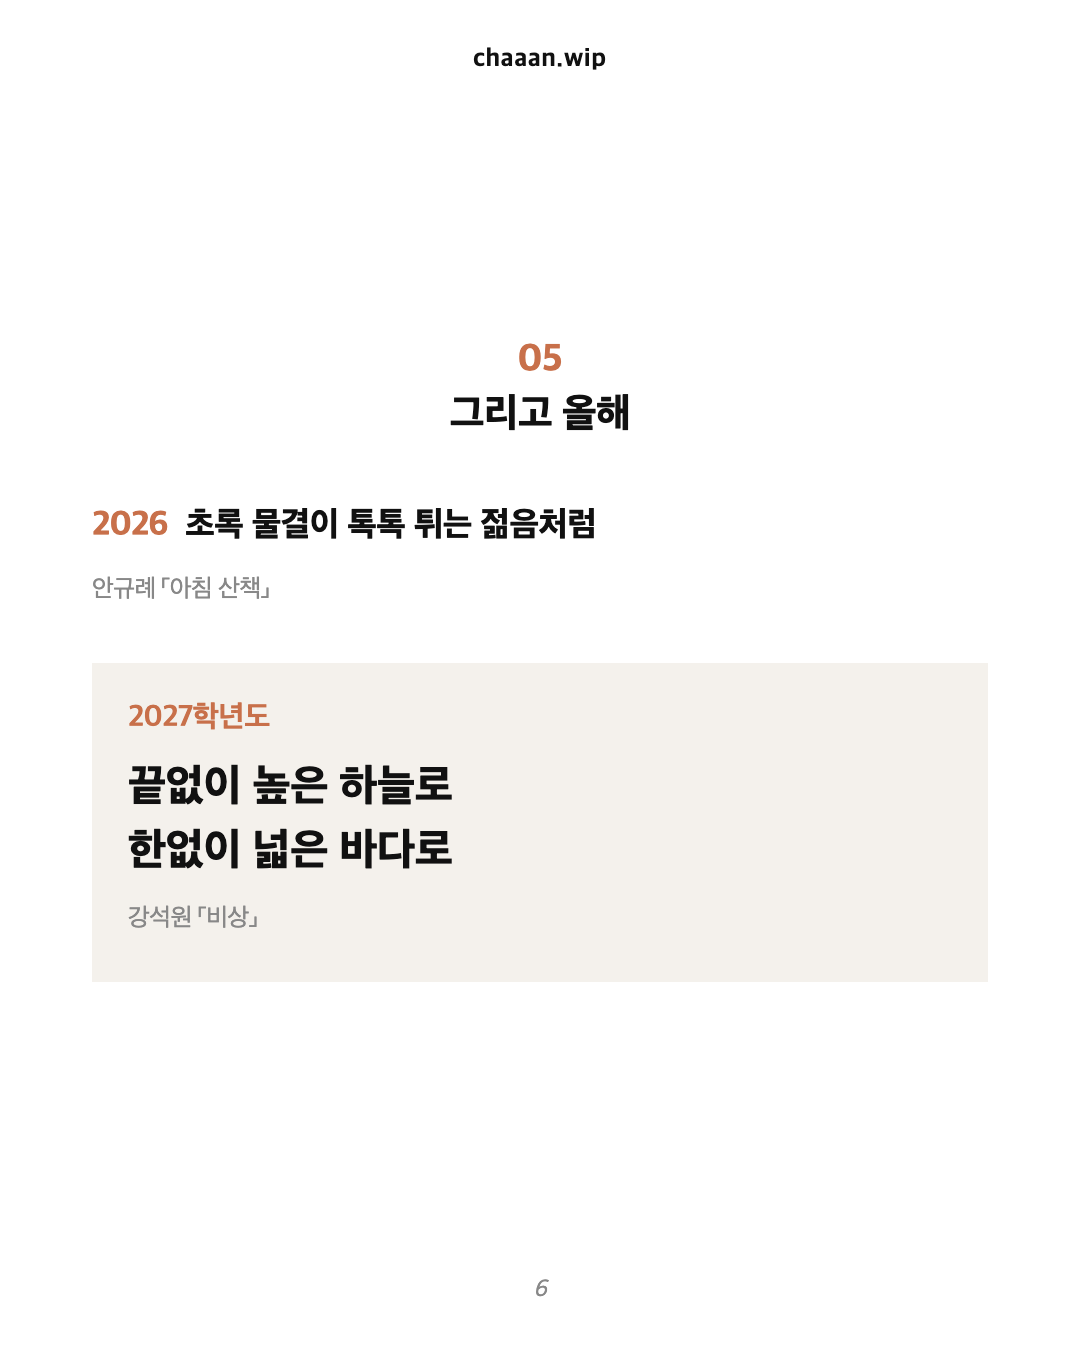 chaaan.wip
05
그리고 올해
2026 초록 물결이 톡톡 튀는 젊음처럼
안규례 「아침 산책」
2027학년도
끝없이 높은 하늘로
한없이 넓은 바다로
강석원 「비상」
6